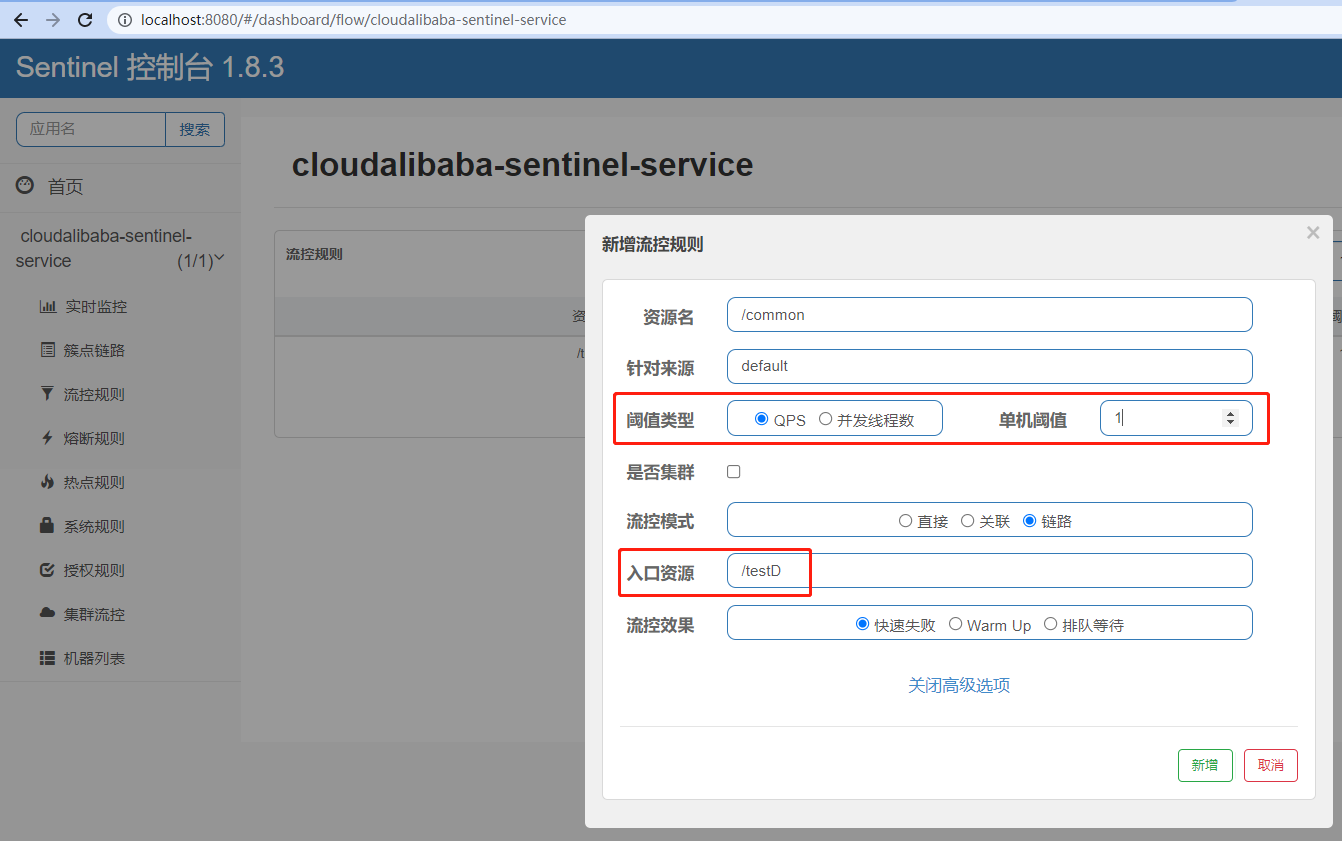 localhost:8080/#/dashboard/flow/cloudalibaba-sentinel-service
Sentinel 控制台 1.8.3
应用名 搜索
首页
cloudalibaba-sentinel-
service (1/1)
实时监控
簇点链路
流控规则
熔断规则
热点规则
系统规则
授权规则
集群流控
机器列表
cloudalibaba-sentinel-service
流控规则
资
/t
新增流控规则 ×
资源名 /common
针对来源 default
阈值类型 QPS 并发线程数 单机阈值 1
是否集群
流控模式 直接 关联 链路
入口资源 /testD
流控效果 快速失败 Warm Up 排队等待
关闭高级选项
新增 取消